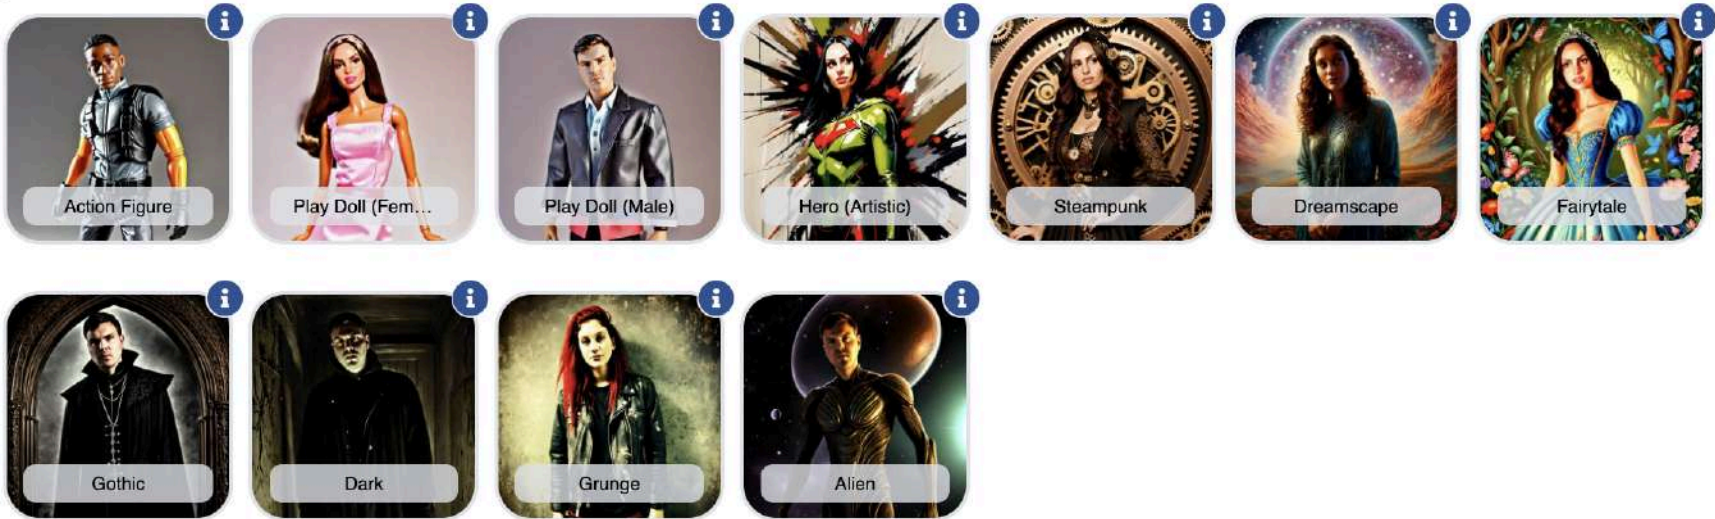 i
i
i
i
i
i
i
Action Figure
Play Doll (Fem...
Play Doll (Male)
Hero (Artistic)
Steampunk
Dreamscape
Fairytale
i
i
i
i
Gothic
Dark
Grunge
Alien